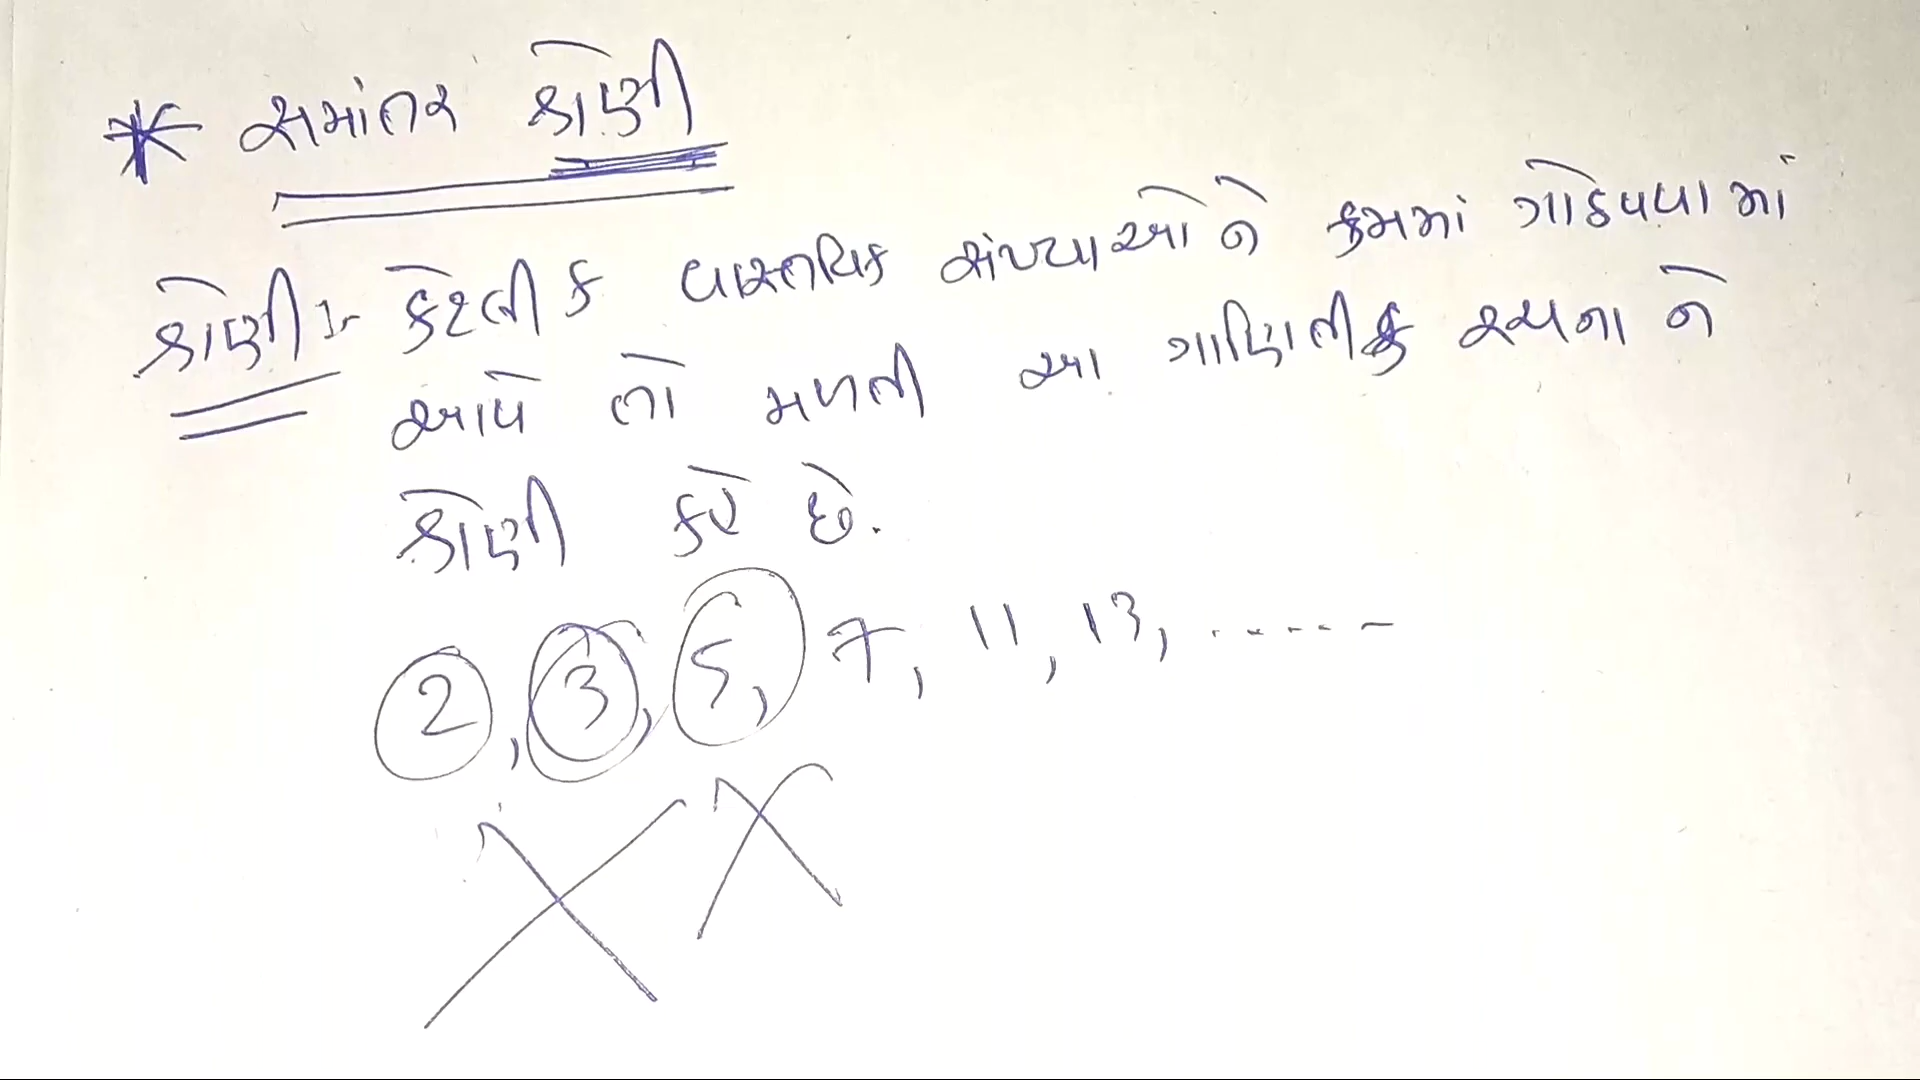 * સમાંતર શ્રેણી
શ્રેણી :- કેટલીક વાસ્તવિક સંખ્યાઓને ક્રમમાં ગોઠવવામાં
આવે તો મળતી આ ગાણિતીક રચના ને
શ્રેણી કહે છે.
2, 3, 5, 7, 11, 13, ......